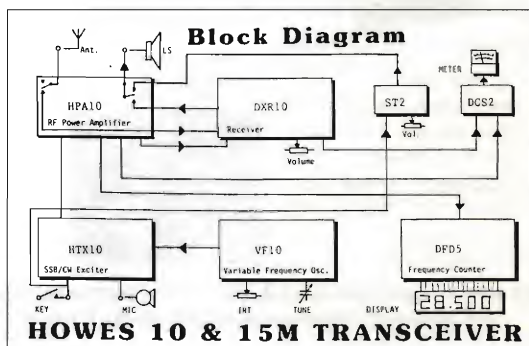 Block Diagram
Ant.
LS
METER
HPA10
RF Power Amplifier
DXR10
Receiver
ST2
DCS2
Volume
Vol.
HTX10
SSB/CW Exciter
VF10
Variable Frequency Osc.
DFD5
Frequency Counter
KEY
MIC
IRT
TUNE
DISPLAY
28.500
HOWES 10 & 15M TRANSCEIVER